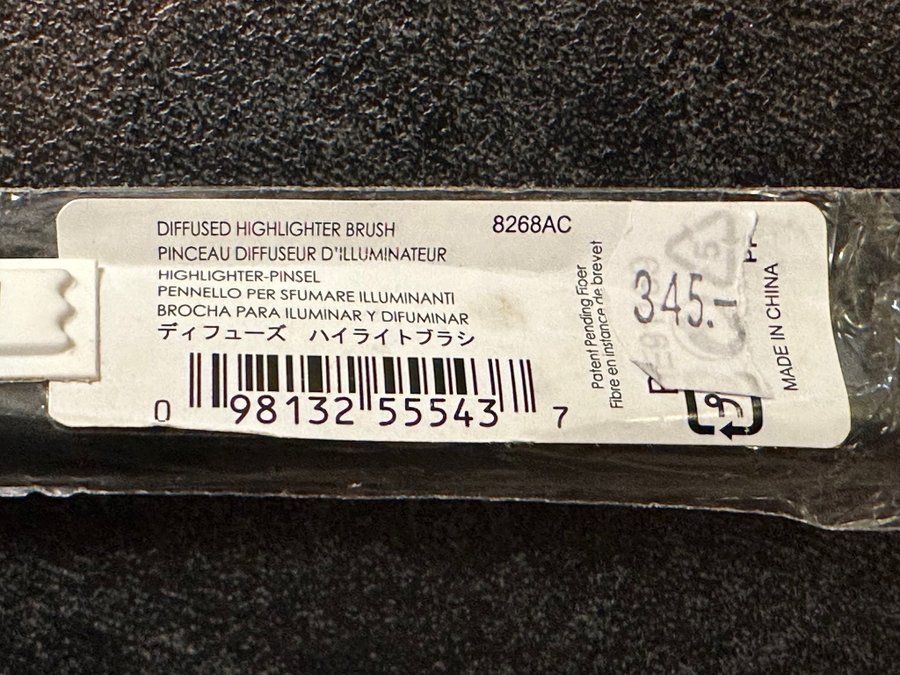 DIFFUSED HIGHLIGHTER BRUSH
8268AC
PINCEAU DIFFUSEUR D'ILLUMINATEUR
HIGHLIGHTER-PINSEL
PENNELLO PER SFUMARE ILLUMINANTI
BROCHA PARA ILUMINAR Y DIFUMINAR
ディフューズ ハイライトブラシ
0 98132 55543 7
Patent Pending Fiber
Fibre en instance de brevet
345.-
MADE IN CHINA